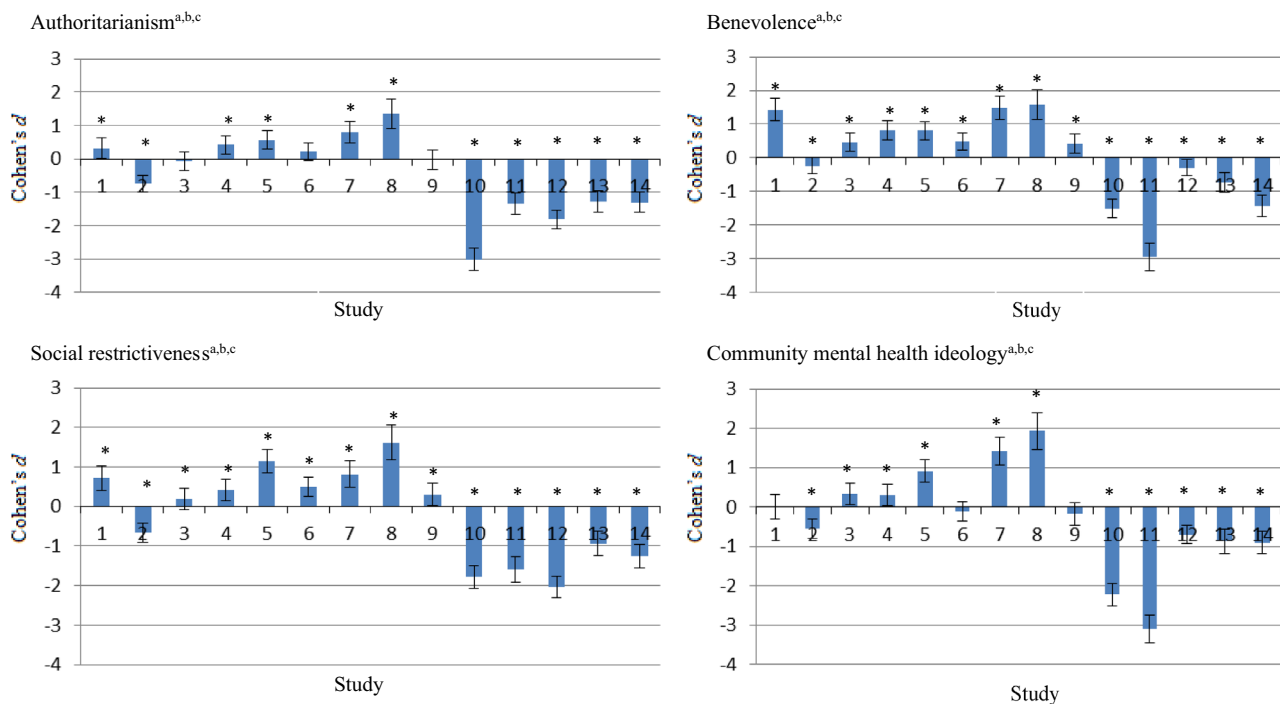 Authoritarianismᵃ,ᵇ,ᶜ
3
* * * * * *
2
1
0
-1
-2
-3
-4
Cohen's d
* * * * *
1 2 3 4 5 6 7 8 9 10 11 12 13 14
Study
Benevolenceᵃ,ᵇ,ᶜ
3
2
1
0
-1
-2
-3
-4
Cohen's d
* * * * * * * * * * * * * *
1 2 3 4 5 6 7 8 9 10 11 12 13 14
Study
Social restrictivenessᵃ,ᵇ,ᶜ
3
2
1
0
-1
-2
-3
-4
Cohen's d
* * * * * * * * * * * * * *
1 2 3 4 5 6 7 8 9 10 11 12 13 14
Study
Community mental health ideologyᵃ,ᵇ,ᶜ
3
2
1
0
-1
-2
-3
-4
Cohen's d
* * * * * * * * * * *
1 2 3 4 5 6 7 8 9 10 11 12 13 14
Study